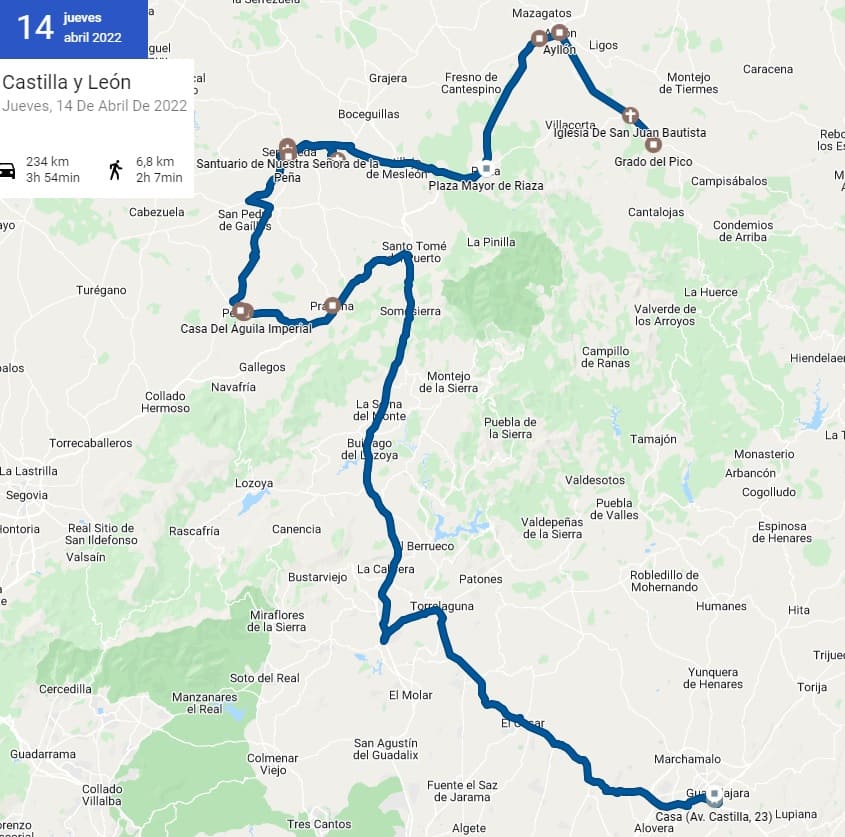 la Serrezuela
14
jueves
abril 2022
Castilla y León
Jueves, 14 De Abril De 2022
234 km
3h 54min
6,8 km
2h 7min
Mazagatos
Ayllón
Ligos
Grajera
Fresno de
Cantespino
Montejo
de Tiermes
Caracena
Boceguillas
Villacorta
Iglesia De San Juan Bautista
Grado del Pico
Santuario de Nuestra Señora de la
Peña
de Mesleón
Plaza Mayor de Riaza
Campisábalos
Cabezuela
San Pedro
de Gaíllos
Cantalojas
Condemios
de Arriba
La Pinilla
Santo Tomé
Turégano
La Huerce
Valverde de
los Arroyos
Casa Del Águila Imperial
Somosierra
Gallegos
Navafría
Campillo
de Ranas
Montejo
de la Sierra
Collado
Hermoso
La Serna
del Monte
Puebla de
la Sierra
Tamajón
Torrecaballeros
Buitrago
del Lozoya
Monasterio
Arbancón
Cogolludo
La Lastrilla
Segovia
Lozoya
Valdesotos
Puebla
de Valles
Real Sitio de
San Ildefonso
Valsaín
Rascafría
Canencia
Valdepeñas
de la Sierra
Espinosa
de Henares
El Berrueco
La Cabrera
Bustarviejo
Patones
Robledillo de
Mohernando
Torrelaguna
Humanes
Hita
Miraflores
de la Sierra
Soto del Real
Yunquera
de Henares
Torija
Cercedilla
Manzanares
el Real
El Molar
El Casar
Guadarrama
San Agustín
del Guadalix
Colmenar
Viejo
Marchamalo
Collado
Villalba
Fuente el Saz
de Jarama
Guadalajara
Casa (Av. Castilla, 23)
Lupiana
Tres Cantos
Algete
Alovera